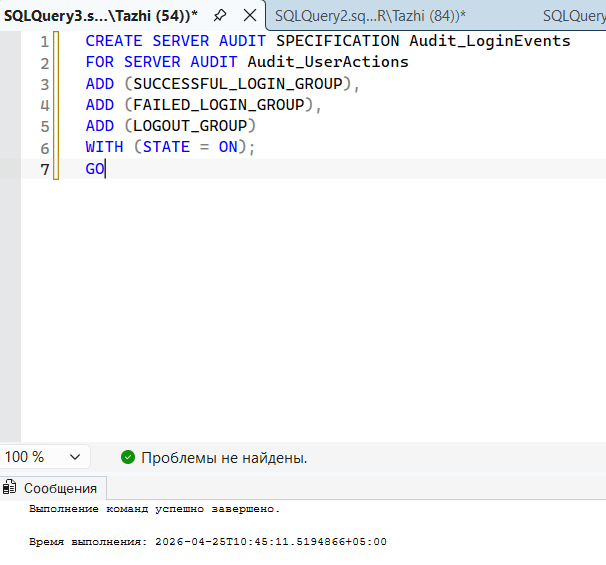 SQLQuery3.s...\Tazhi (54))* SQLQuery2.sq...R\Tazhi (84))* SQLQuery
1 CREATE SERVER AUDIT SPECIFICATION Audit_LoginEvents
2 FOR SERVER AUDIT Audit_UserActions
3 ADD (SUCCESSFUL_LOGIN_GROUP),
4 ADD (FAILED_LOGIN_GROUP),
5 ADD (LOGOUT_GROUP)
6 WITH (STATE = ON);
7 GO
100 % Проблемы не найдены.
Сообщения
Выполнение команд успешно завершено.
Время выполнения: 2026-04-25T10:45:11.5194866+05:00